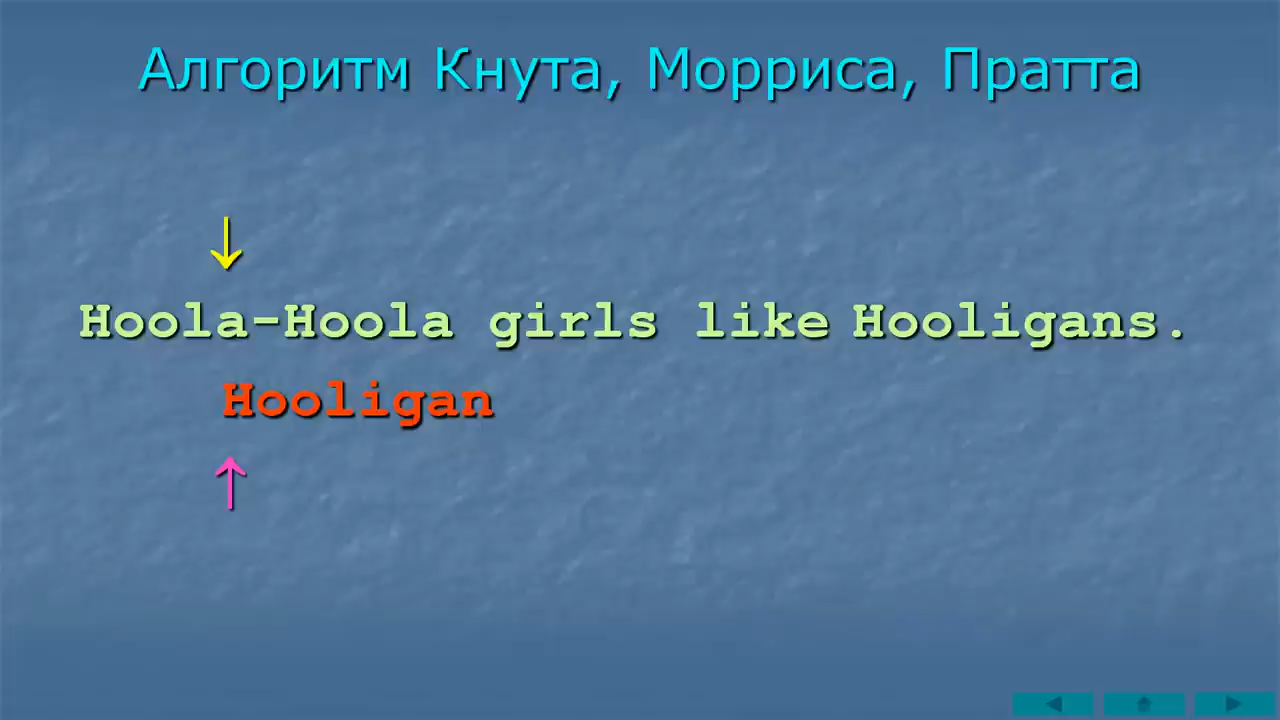 Алгоритм Кнута, Морриса, Пратта
↓
Hoola-Hoola girls like Hooligans.
Hooligan
↑